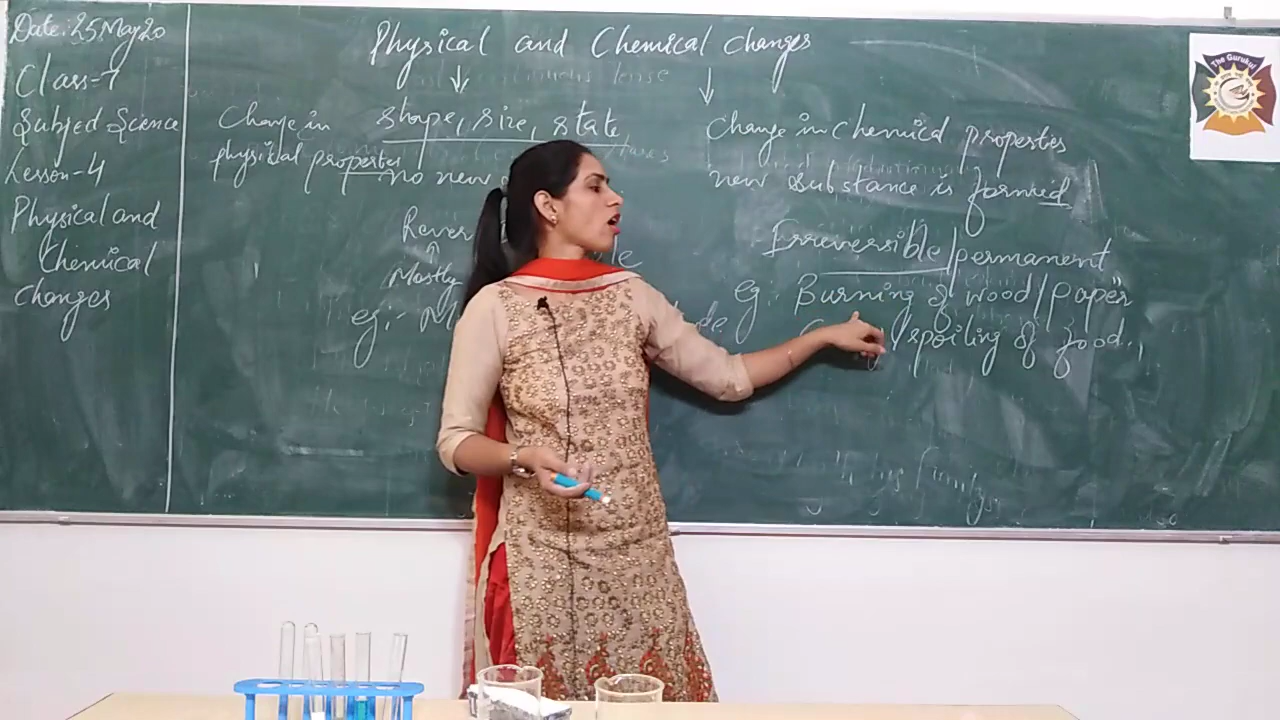 Date: 25 May 20
Class-7
Subject Science
Lesson-4
Physical and
Chemical
Changes
Physical and Chemical Changes
Change in shape, size, state
physical properties no new
Mostly
eg:-
Change in Chemical properties
new substance is formed
Irreversible/permanent
eg:. Burning of wood/paper
/spoiling of food.
The Gurukul